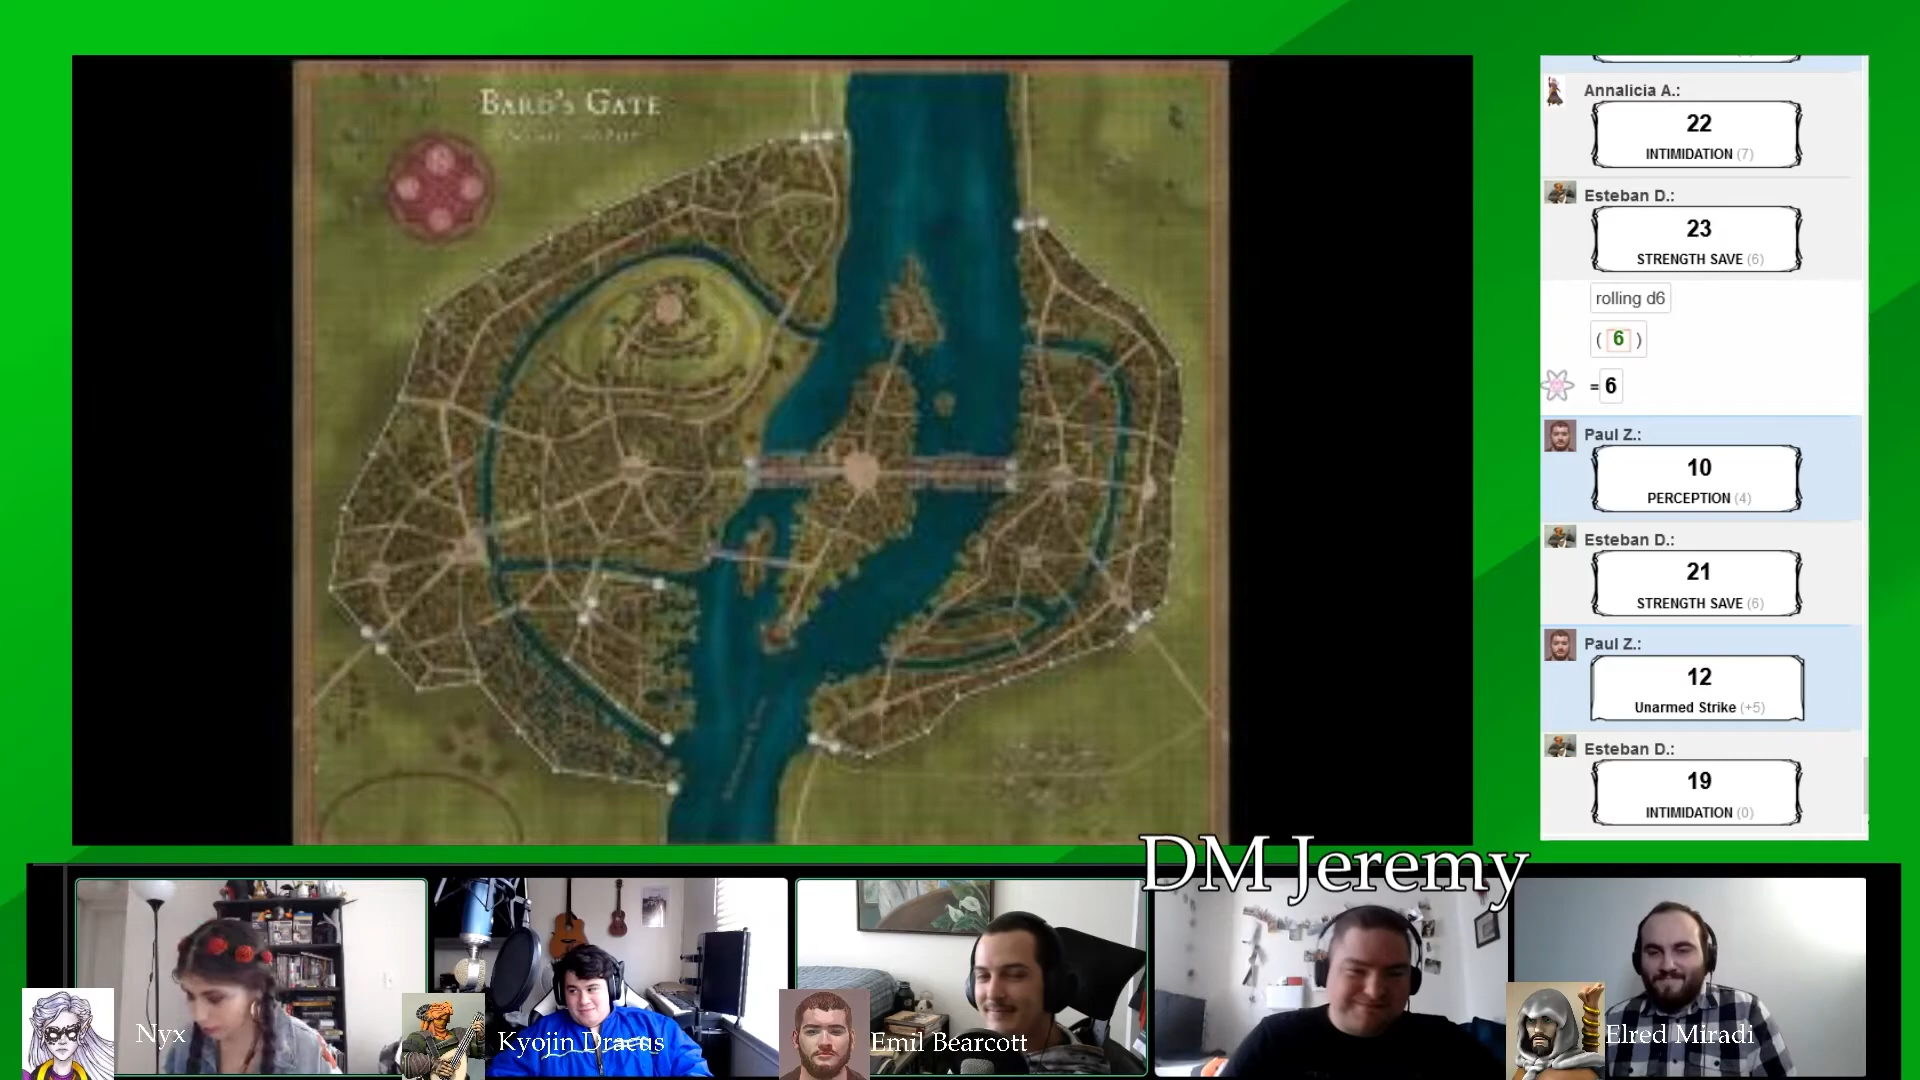 BARD'S GATE
Annalicia A.:
22
INTIMIDATION (7)
Esteban D.:
23
STRENGTH SAVE (6)
rolling d6
( 6 )
= 6
Paul Z.:
10
PERCEPTION (4)
Esteban D.:
21
STRENGTH SAVE (6)
Paul Z.:
12
Unarmed Strike (+5)
Esteban D.:
19
INTIMIDATION (0)
DM Jeremy
Nyx
Kyojin Dracus
Emil Bearcott
Elred Miradi